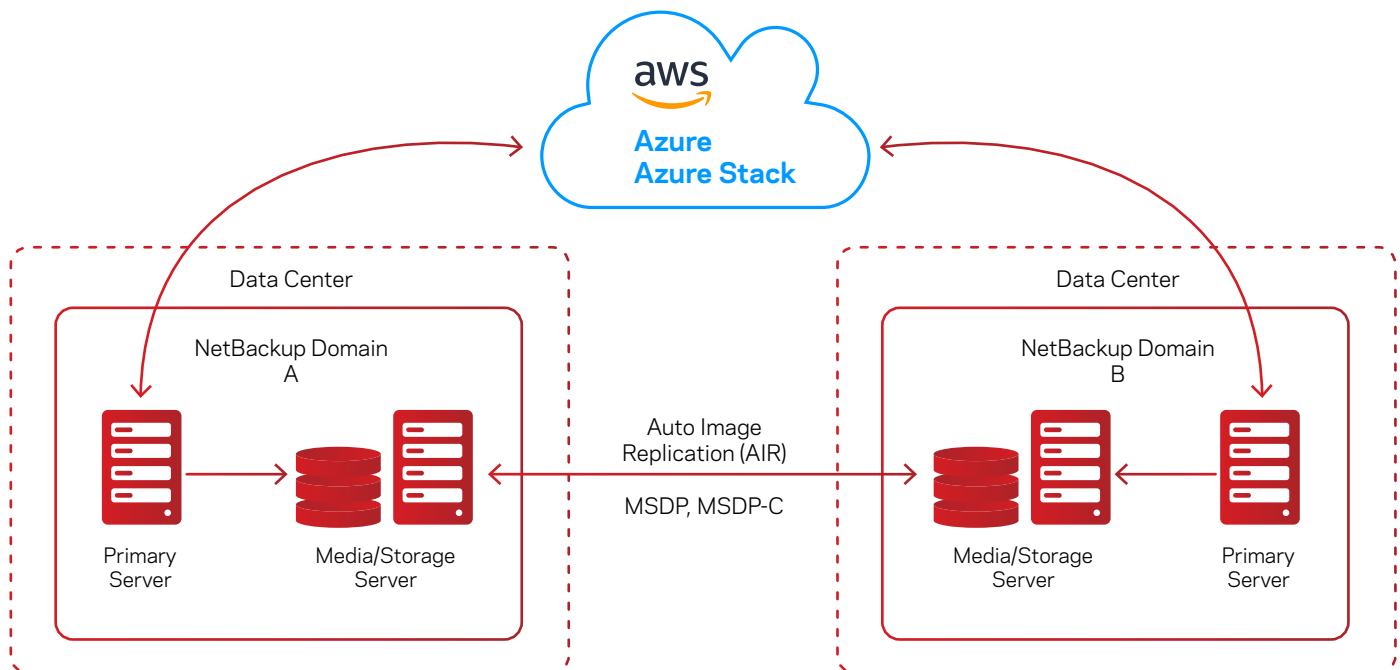 aws
Azure
Azure Stack
Data Center
NetBackup Domain
A
Primary
Server
Media/Storage
Server
Auto Image
Replication (AIR)
MSDP, MSDP-C
Data Center
NetBackup Domain
B
Media/Storage
Server
Primary
Server